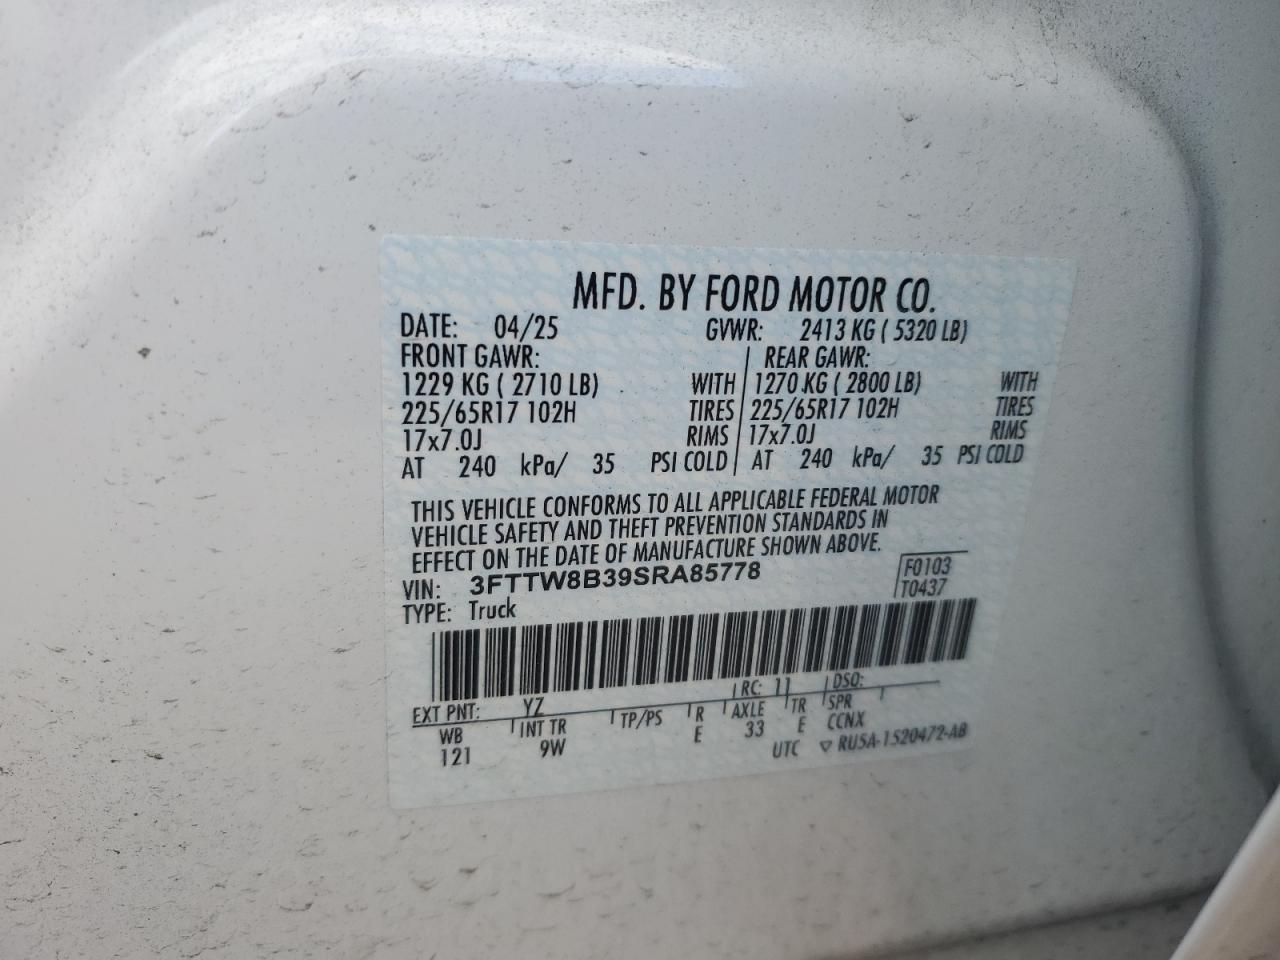 MFD. BY FORD MOTOR CO.
DATE: 04/25 GVWR: 2413 KG ( 5320 LB)
FRONT GAWR: REAR GAWR:
1229 KG ( 2710 LB) WITH 1270 KG ( 2800 LB) WITH
225/65R17 102H TIRES 225/65R17 102H TIRES
17x7.0J RIMS 17x7.0J RIMS
AT 240 kPa/ 35 PSI COLD AT 240 kPa/ 35 PSI COLD
THIS VEHICLE CONFORMS TO ALL APPLICABLE FEDERAL MOTOR
VEHICLE SAFETY AND THEFT PREVENTION STANDARDS IN
EFFECT ON THE DATE OF MANUFACTURE SHOWN ABOVE.
VIN: 3FTTW8B39SRA85778 F0103
TYPE: Truck T0437
EXT PNT: YZ RC: 11 DSO:
WB INT TR TP/PS R AXLE TR SPR
121 9W E 33 E CCNX
UTC ▽ RU5A-1520472-AB